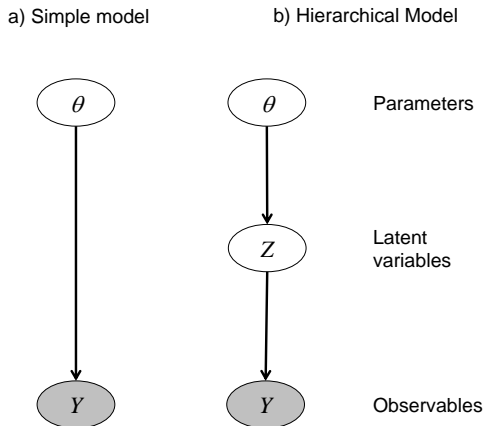 a) Simple model
b) Hierarchical Model
θ
θ
Parameters
Z
Latent
variables
Y
Y
Observables